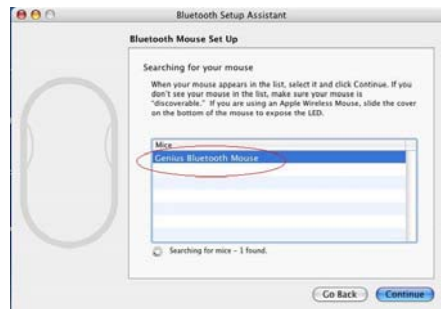 Bluetooth Setup Assistant
Bluetooth Mouse Set Up
Searching for your mouse
When your mouse appears in the list, select it and click Continue. If you
don't see your mouse in the list, make sure your mouse is
"discoverable." If you are using an Apple Wireless Mouse, slide the cover
on the bottom of the mouse to expose the LED.
Mice
Genius Bluetooth Mouse
Searching for mice - 1 found.
Go Back
Continue